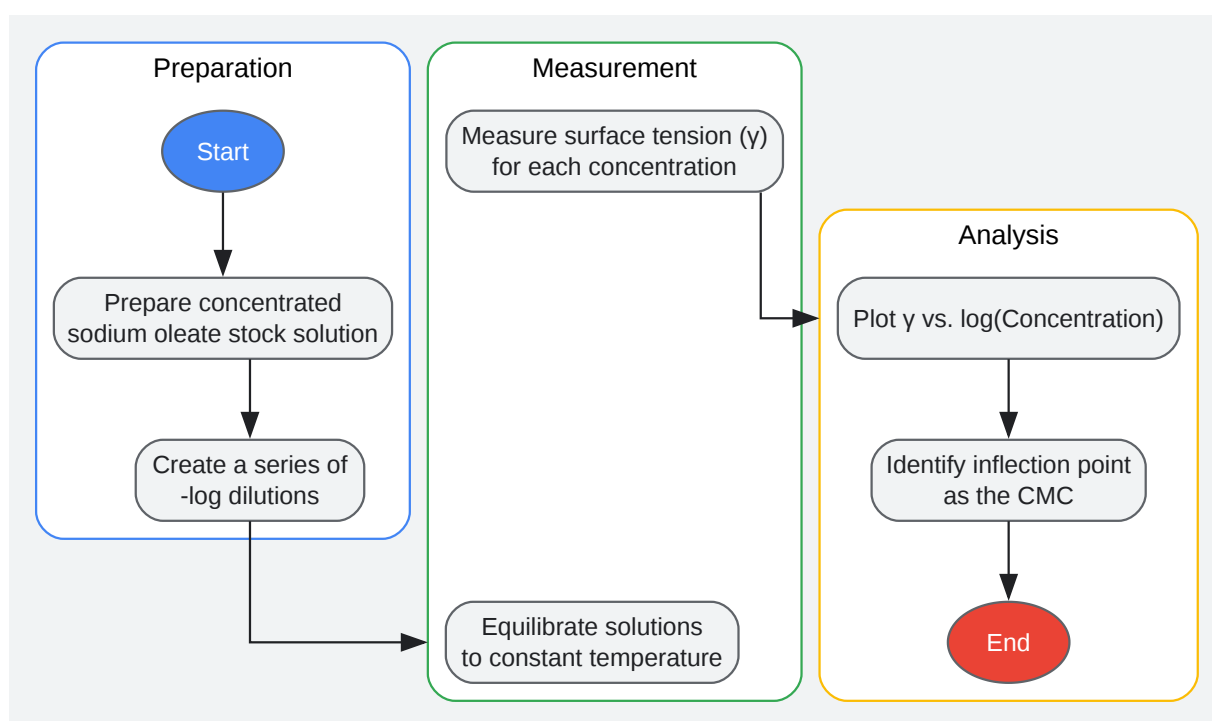 Preparation
Start
Prepare concentrated
sodium oleate stock solution
Create a series of
-log dilutions
Measurement
Measure surface tension (γ)
for each concentration
Equilibrate solutions
to constant temperature
Analysis
Plot γ vs. log(Concentration)
Identify inflection point
as the CMC
End